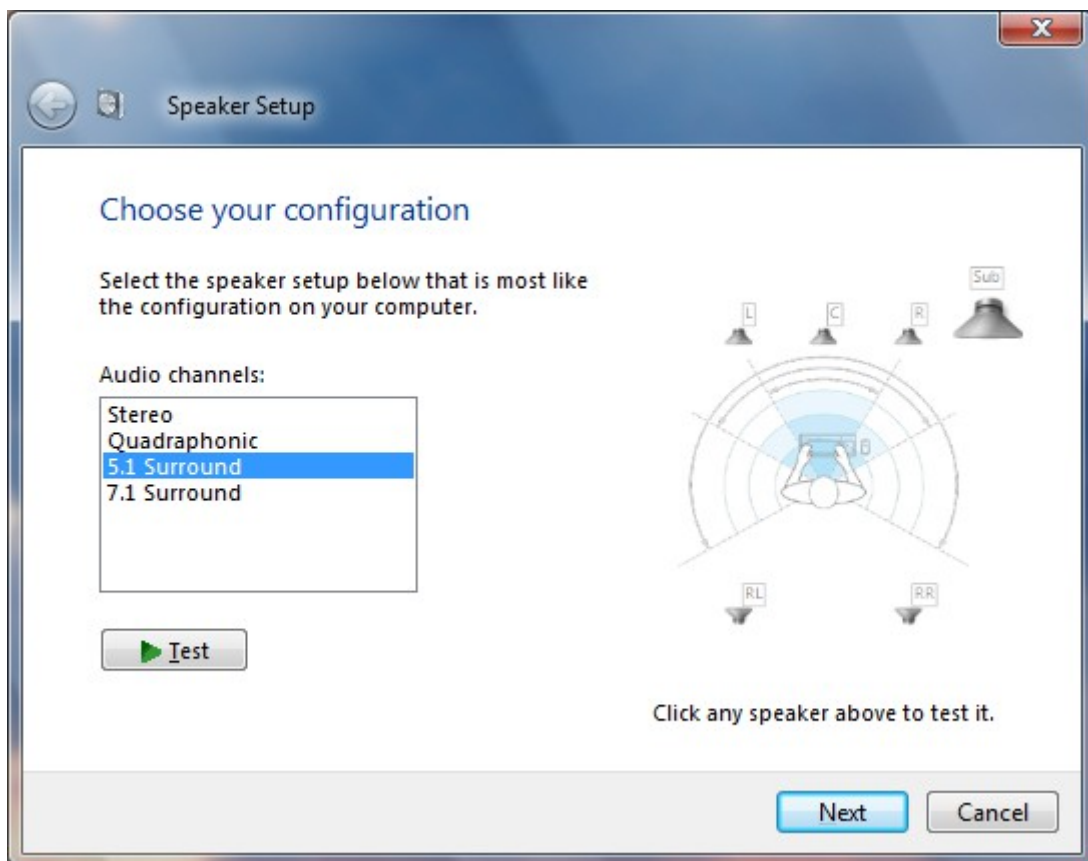 Speaker Setup
Choose your configuration
Select the speaker setup below that is most like
the configuration on your computer.
Audio channels:
Stereo
Quadraphonic
5.1 Surround
7.1 Surround
Test
Sub
L
C
R
RL
RR
Click any speaker above to test it.
Next
Cancel